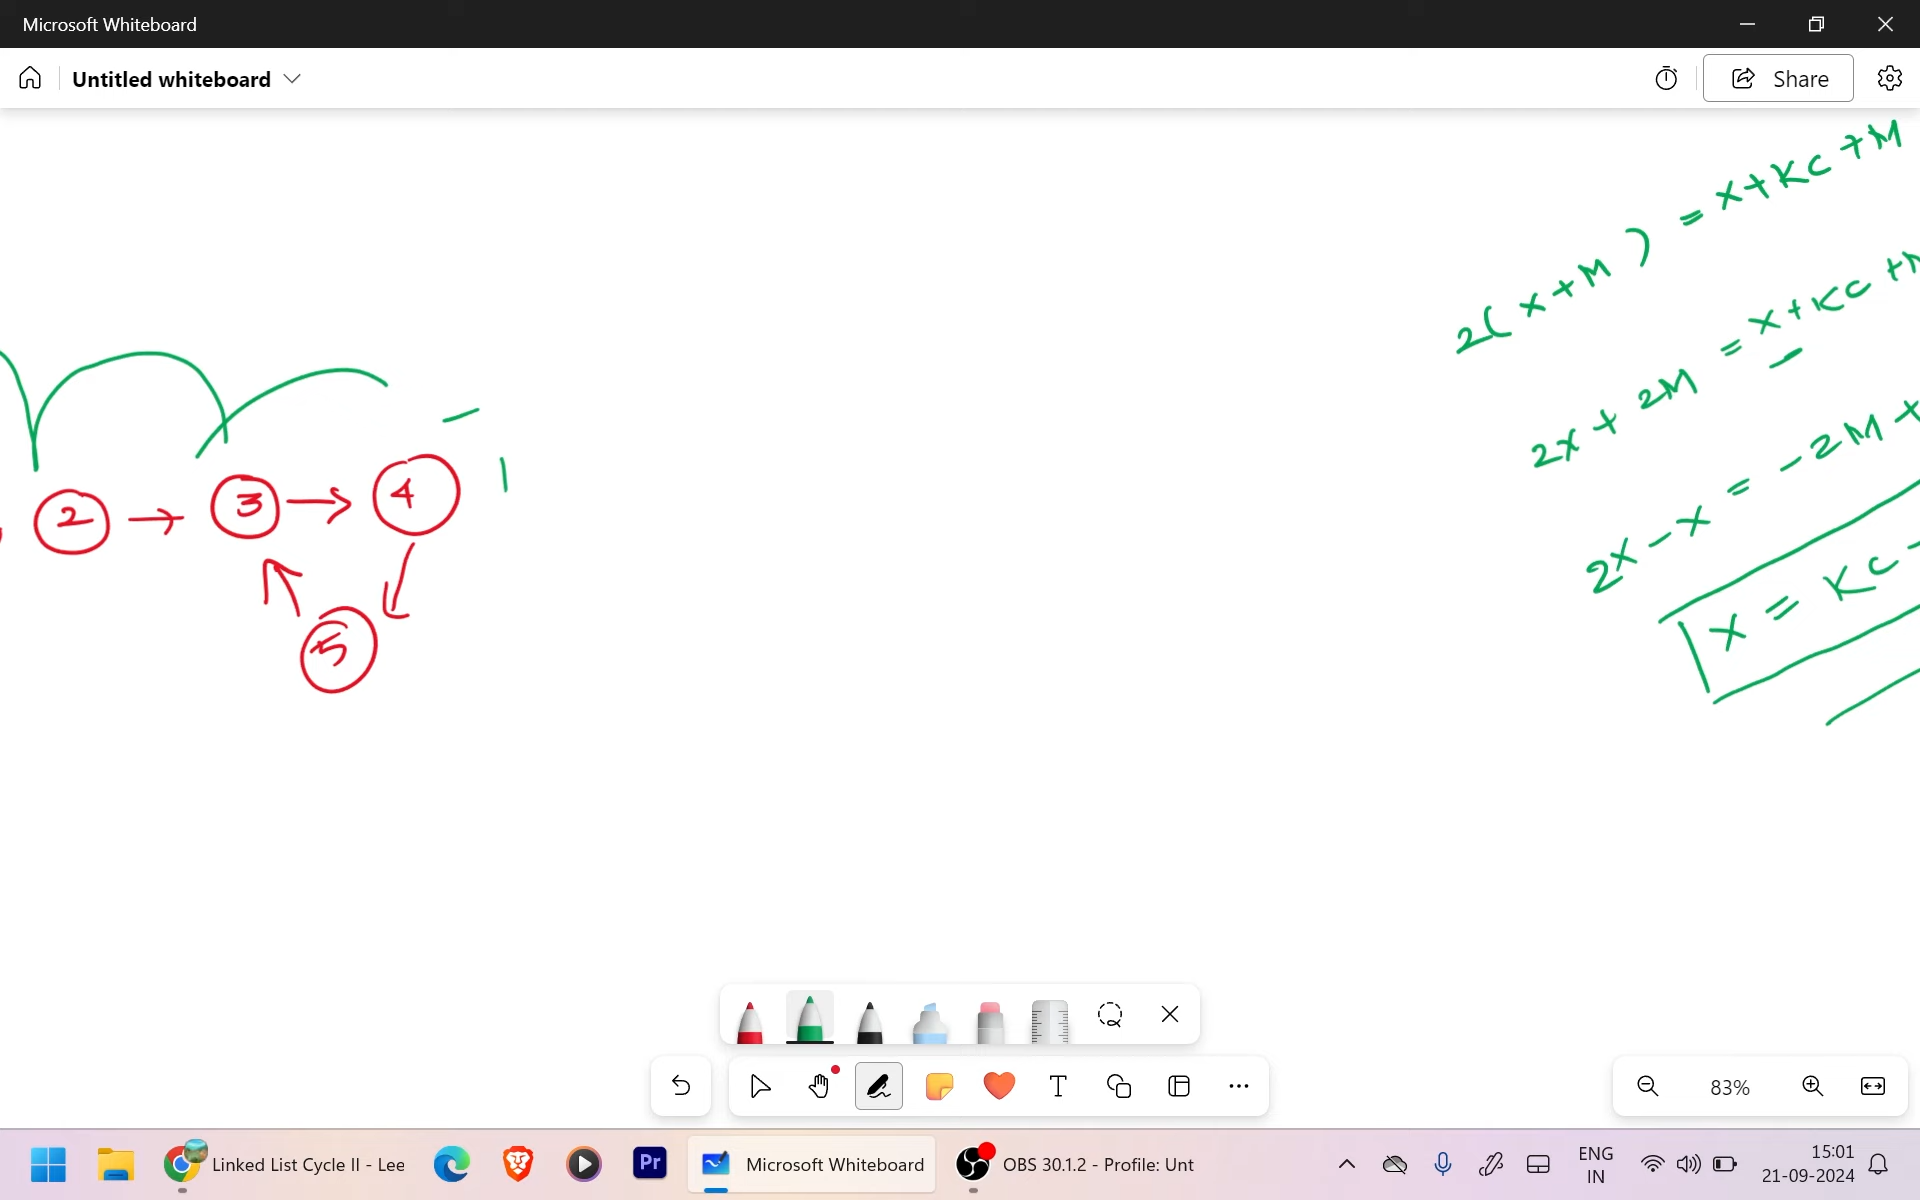 Microsoft Whiteboard
Untitled whiteboard
Share
2(x+M) = x+KC+M
2x+2M = x+KC+M
2x-x = -2M+
x = KC-
2 → 3 → 4
5
83%
Linked List Cycle II - Lee
Pr
Microsoft Whiteboard
OBS 30.1.2 - Profile: Unt
ENG
IN
15:01
21-09-2024